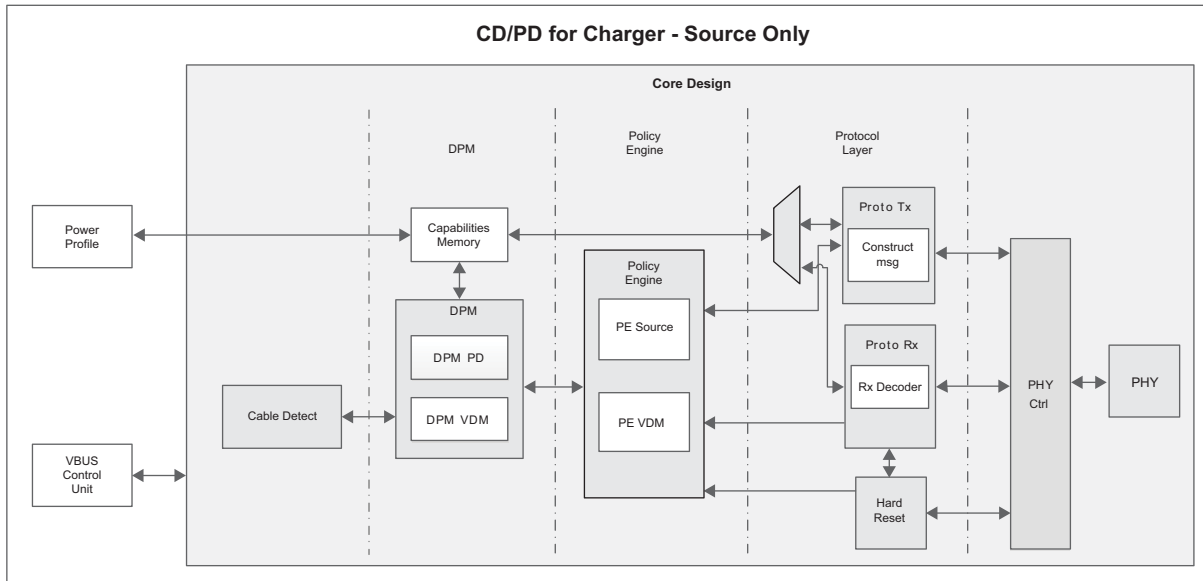 CD/PD for Charger - Source Only
Core Design
DPM
Policy
Engine
Protocol
Layer
Power
Profile
Capabilities
Memory
Proto Tx
Construct
msg
Policy
Engine
PE Source
PE VDM
DPM
DPM PD
DPM VDM
Cable Detect
Proto Rx
Rx Decoder
PHY
Ctrl
PHY
VBUS
Control
Unit
Hard
Reset